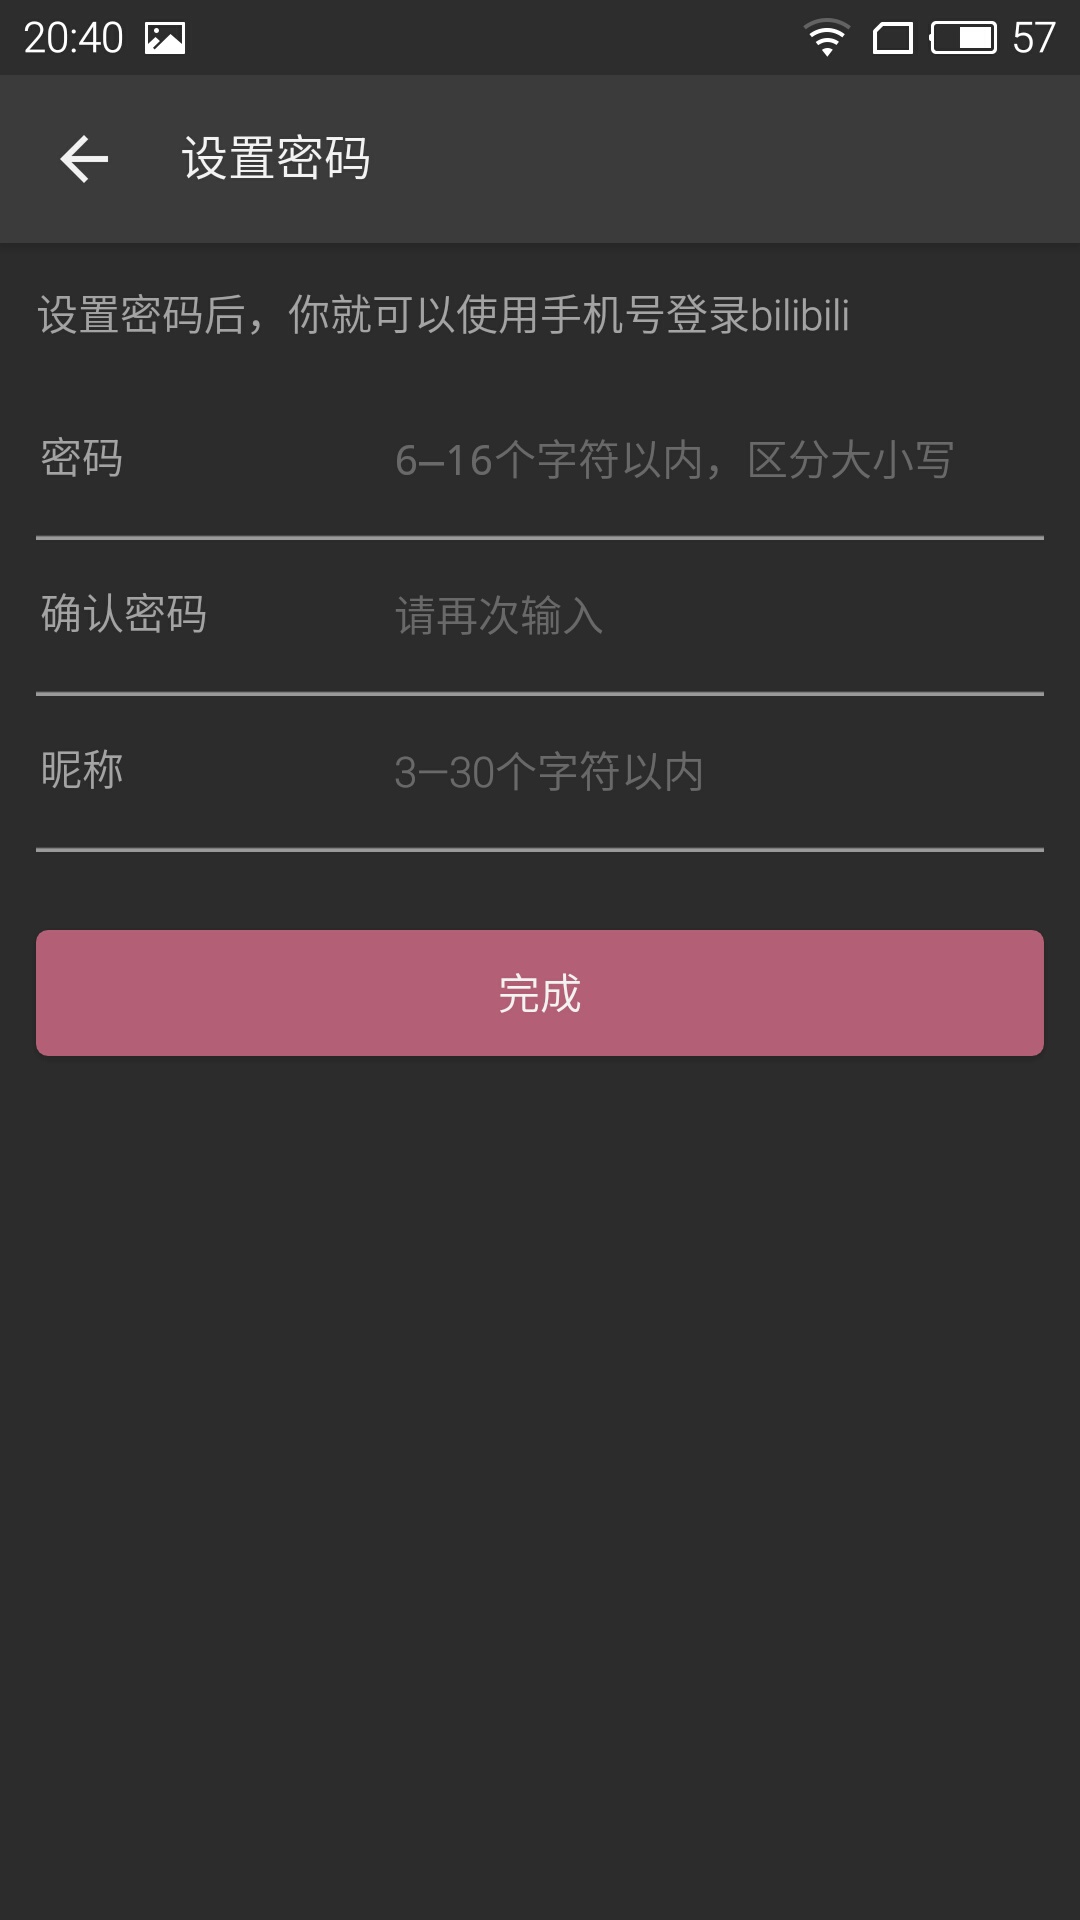 20:40 57
设置密码
设置密码后，你就可以使用手机号登录bilibili
密码 6–16个字符以内，区分大小写
确认密码 请再次输入
昵称 3–30个字符以内
完成